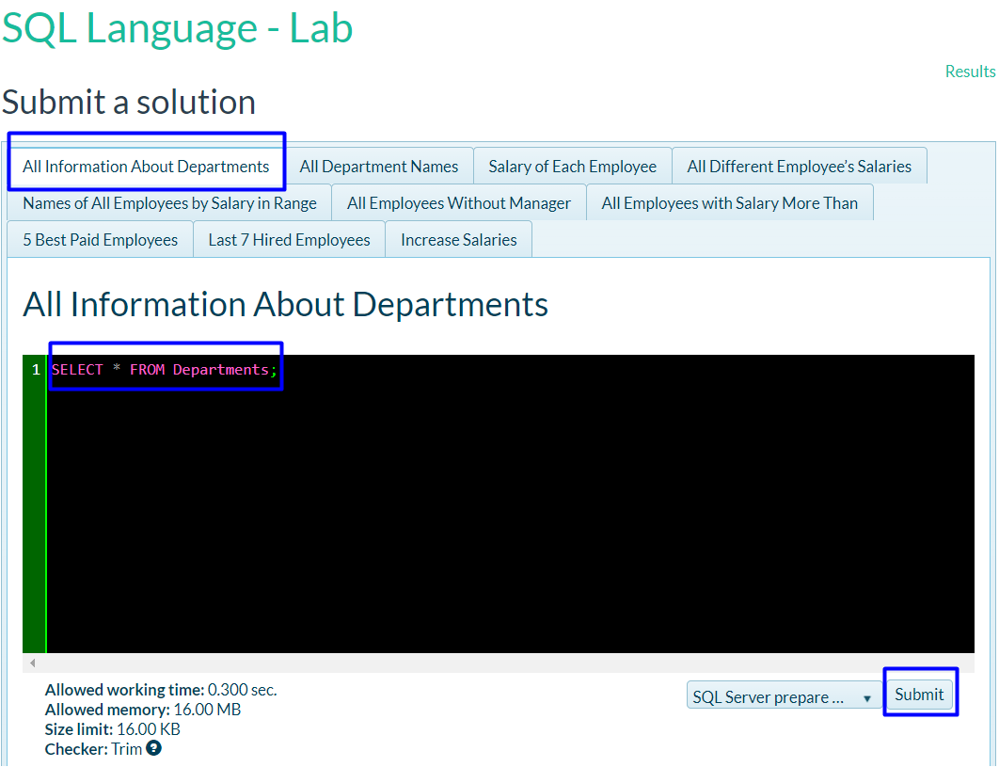 SQL Language - Lab
Results
Submit a solution
All Information About Departments All Department Names Salary of Each Employee All Different Employee’s Salaries
Names of All Employees by Salary in Range All Employees Without Manager All Employees with Salary More Than
5 Best Paid Employees Last 7 Hired Employees Increase Salaries
All Information About Departments
1 SELECT * FROM Departments;
Allowed working time: 0.300 sec.
Allowed memory: 16.00 MB
Size limit: 16.00 KB
Checker: Trim ?
SQL Server prepare ... Submit